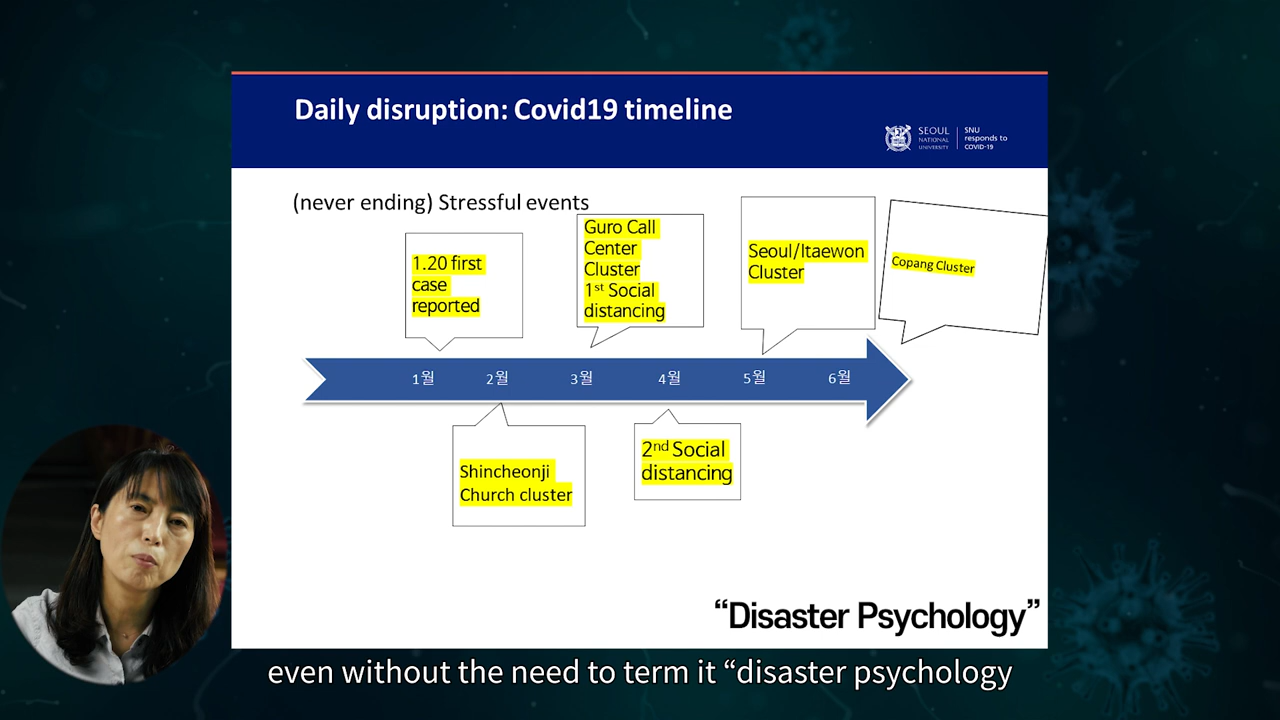 Daily disruption: Covid19 timeline
SEOUL
NATIONAL
UNIVERSITY
SNU
responds to
COVID-19
(never ending) Stressful events
1.20 first
case
reported
Guro Call
Center
Cluster
1st Social
distancing
Seoul/Itaewon
Cluster
Copang Cluster
1월 2월 3월 4월 5월 6월
Shincheonji
Church cluster
2nd Social
distancing
“Disaster Psychology”
even without the need to term it “disaster psychology